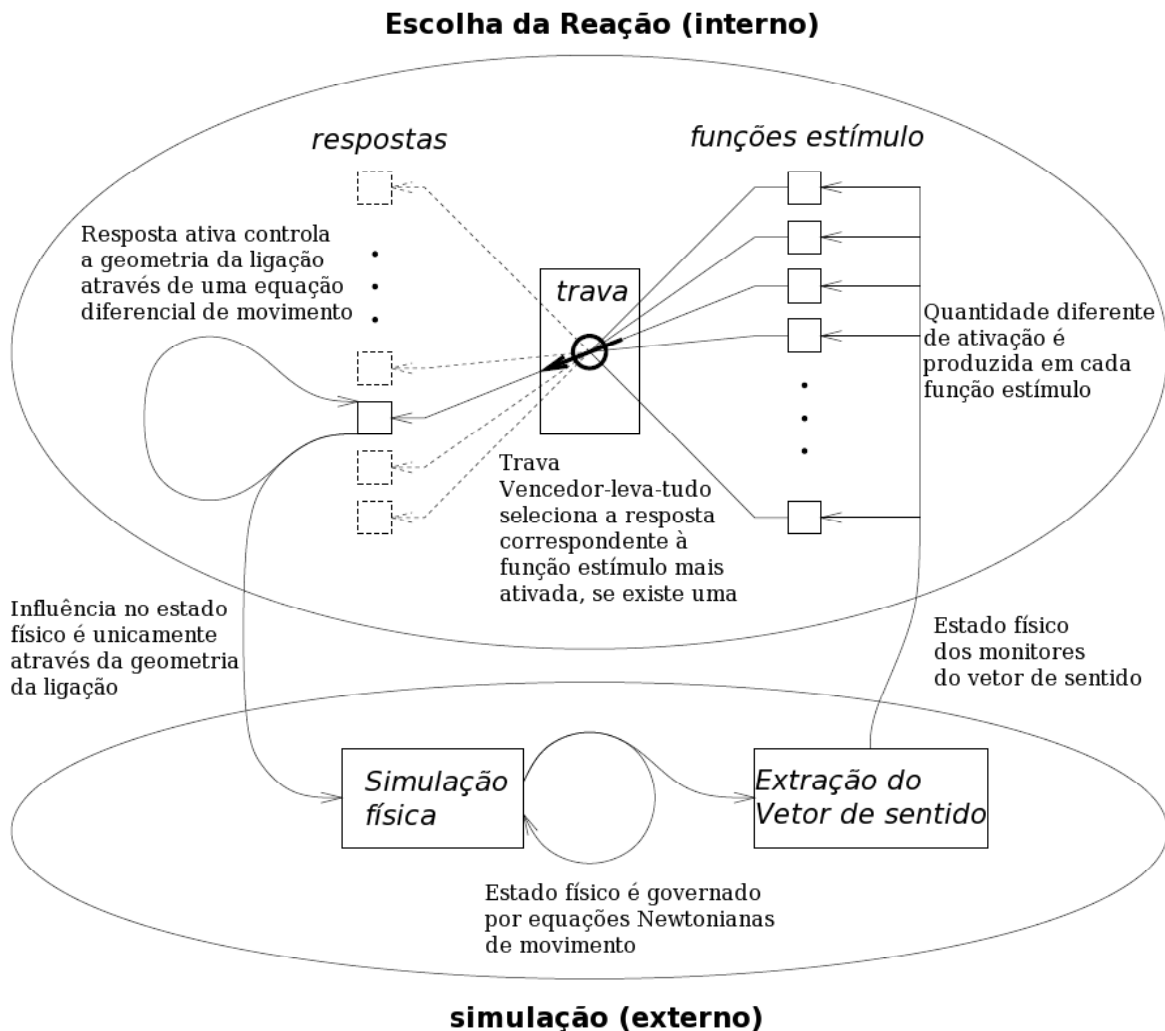 Escolha da Reação (interno)
respostas
funções estímulo
Resposta ativa controla
a geometria da ligação
através de uma equação
diferencial de movimento
trava
Quantidade diferente
de ativação é
produzida em cada
função estímulo
Trava
Vencedor-leva-tudo
seleciona a resposta
correspondente à
função estímulo mais
ativada, se existe uma
Influência no estado
físico é unicamente
através da geometria
da ligação
Estado físico
dos monitores
do vetor de sentido
Simulação
física
Extração do
Vetor de sentido
Estado físico é governado
por equações Newtonianas
de movimento
simulação (externo)